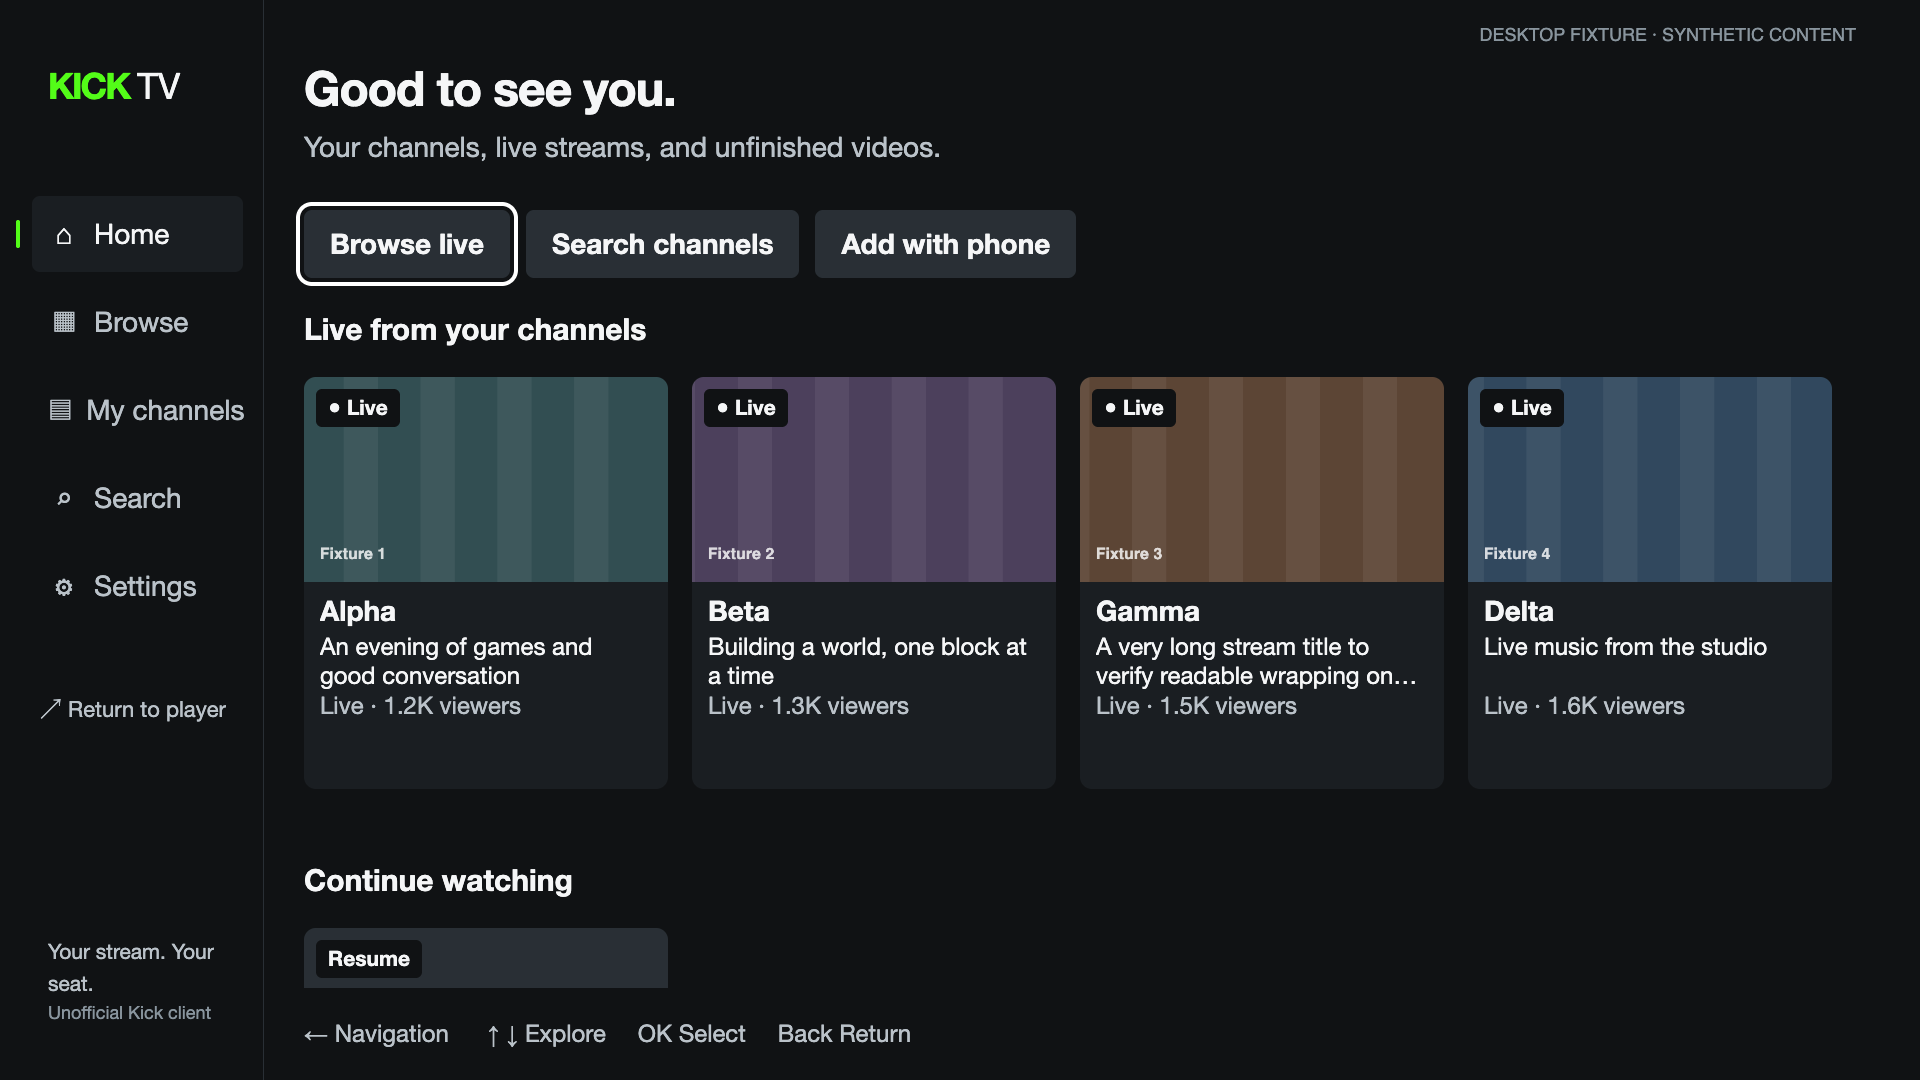 DESKTOP FIXTURE · SYNTHETIC CONTENT
KICK TV
Home
Browse
My channels
Search
Settings
Return to player
Your stream. Your
seat.
Unofficial Kick client
Good to see you.
Your channels, live streams, and unfinished videos.
Browse live
Search channels
Add with phone
Live from your channels
Live
Fixture 1
Alpha
An evening of games and
good conversation
Live · 1.2K viewers
Live
Fixture 2
Beta
Building a world, one block at
a time
Live · 1.3K viewers
Live
Fixture 3
Gamma
A very long stream title to
verify readable wrapping on…
Live · 1.5K viewers
Live
Fixture 4
Delta
Live music from the studio
Live · 1.6K viewers
Continue watching
Resume
← Navigation ↑↓ Explore OK Select Back Return